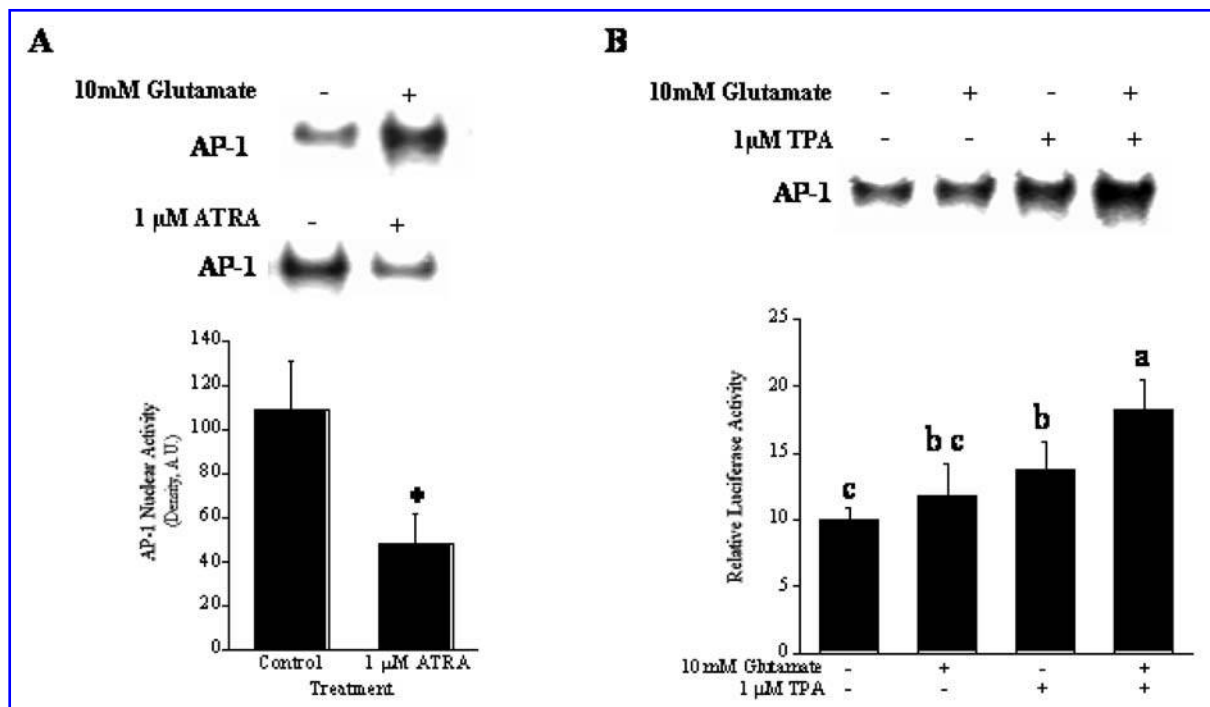 A
10mM Glutamate - +
AP-1
1 µM ATRA - +
AP-1
140
120
100
80
60
40
20
0
AP-1 Nuclear Activity
(Density, A.U.)
*
Control 1 µM ATRA
Treatment
B
10mM Glutamate - + - +
1µM TPA - - + +
AP-1
25
20
15
10
5
0
Relative Luciferase Activity
c
b c
b
a
10 mM Glutamate - + - +
1 µM TPA - - + +